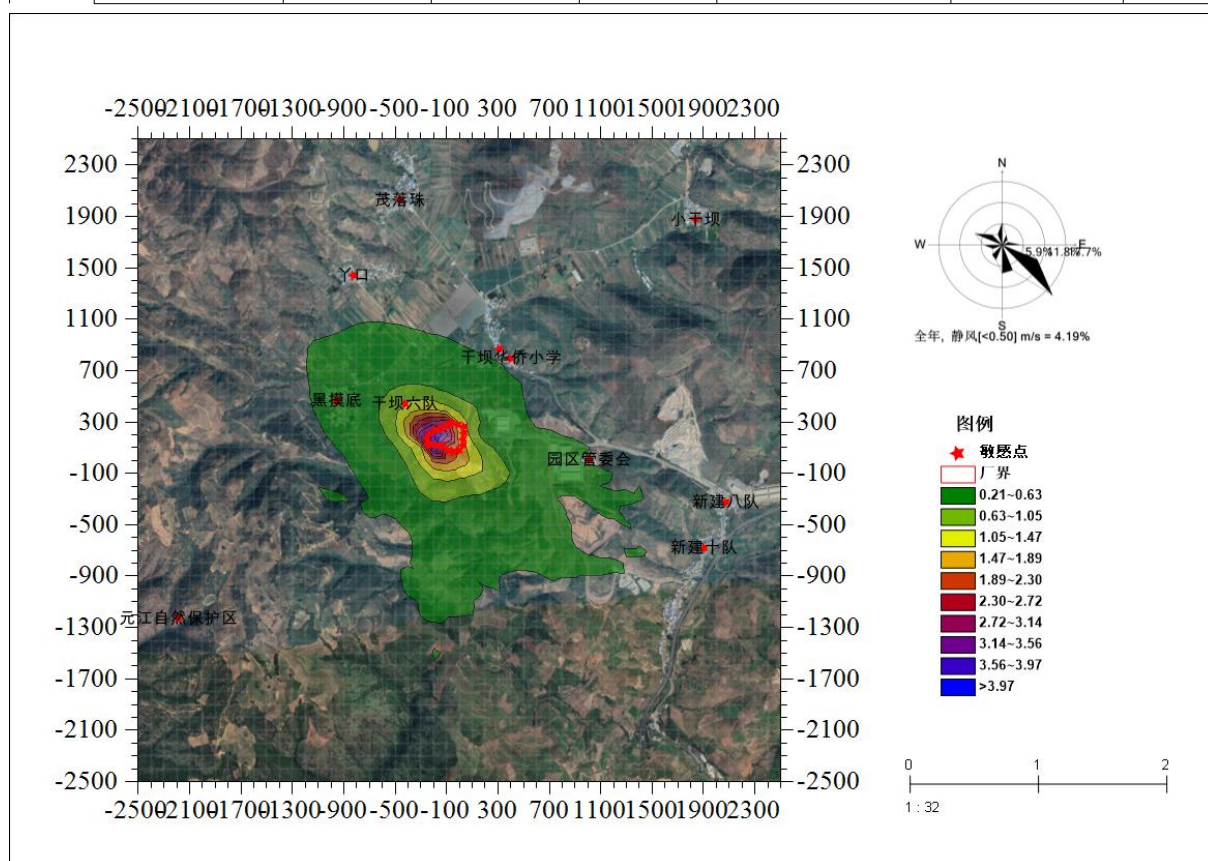 -2500 -2100 -1700 -1300 -900 -500 -100 300 700 1100 1500 1900 2300
2300 2300
茂落珠
1900 小干坝 1900
1500 丫口 1500
1100 1100
干坝华侨小学
700 700
黑摸底 干坝六队
300 300
-100 园区管委会 -100
-500 新建八队 -500
新建十队
-900 -900
元江自然保护区
-1300 -1300
-1700 -1700
-2100 -2100
-2500 -2500
-2500 -2100 -1700 -1300 -900 -500 -100 300 700 1100 1500 1900 2300
N
W E
5.9%
S
全年, 静风[<0.50] m/s = 4.19%
图例
敏感点
厂界
0.21~0.63
0.63~1.05
1.05~1.47
1.47~1.89
1.89~2.30
2.30~2.72
2.72~3.14
3.14~3.56
3.56~3.97
>3.97
0 1 2
1 : 32